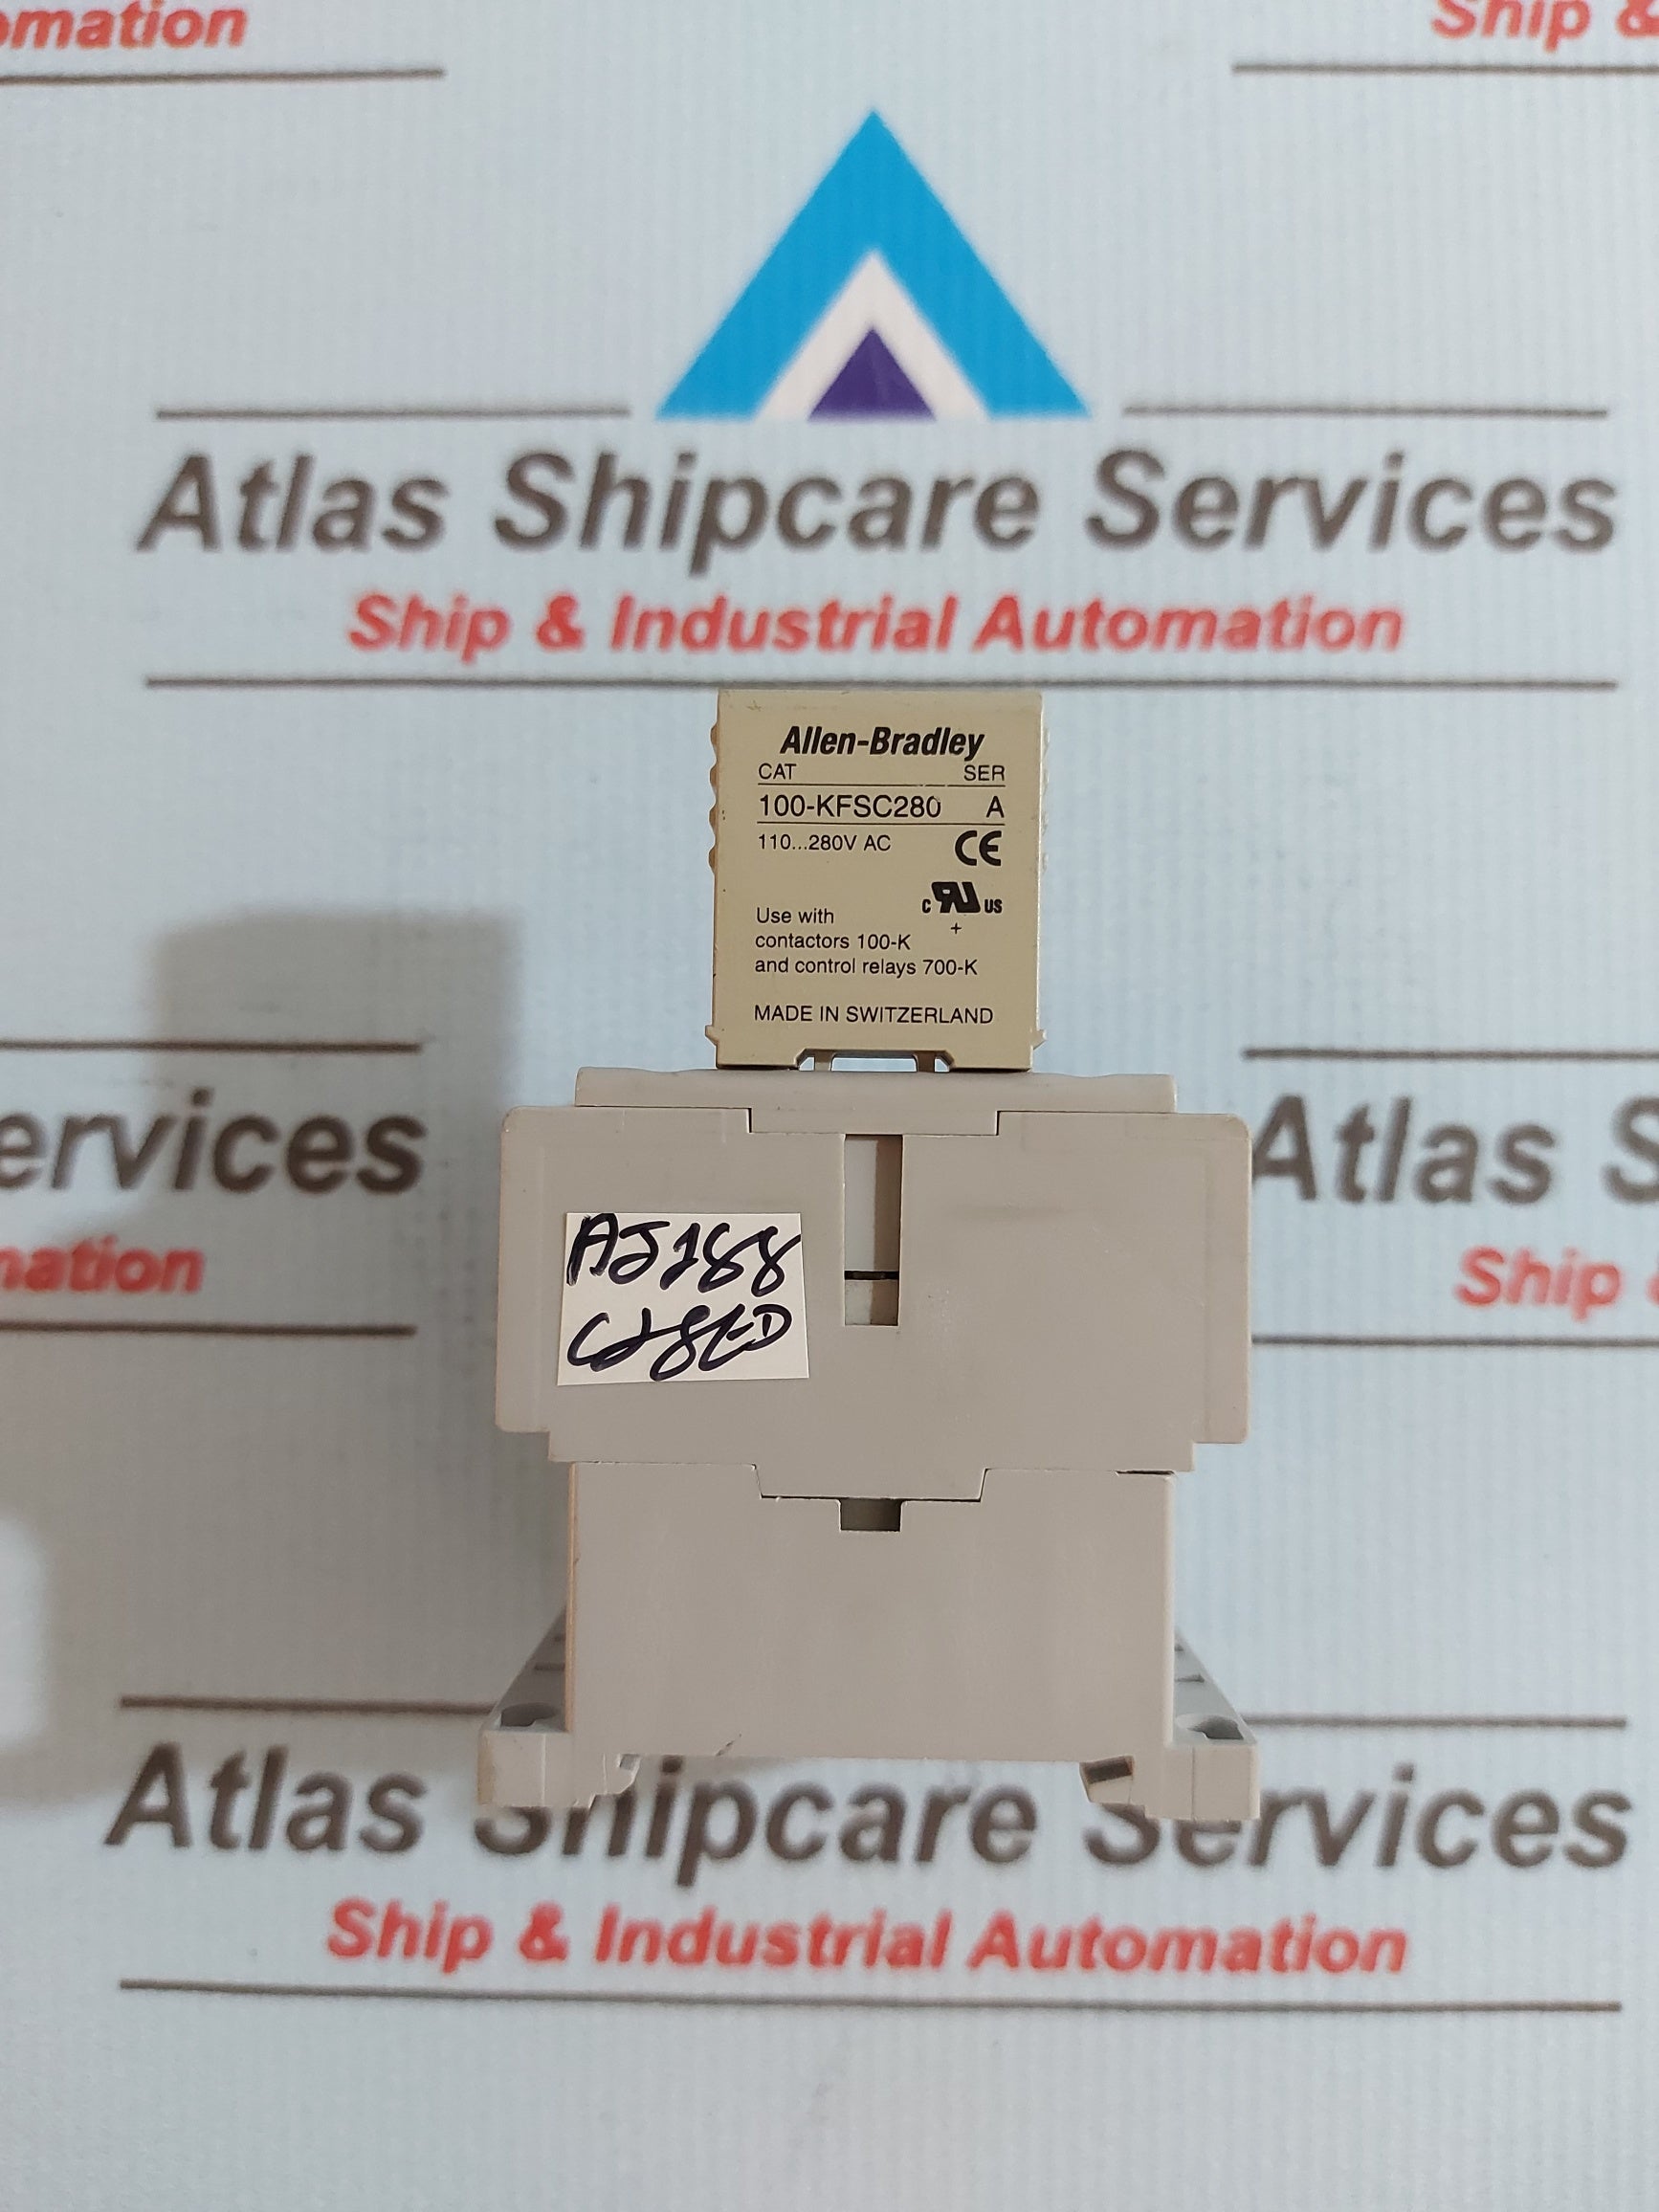 omation
Ship &
Atlas Shipcare Services
Ship & Industrial Automation
Allen-Bradley
CAT SER
100-KFSC280 A
110...280V AC CE
c RU US
Use with
contactors 100-K
and control relays 700-K
MADE IN SWITZERLAND
ervices
Atlas S
AJ188
mation
Ship
Atlas Shipcare Services
Ship & Industrial Automation